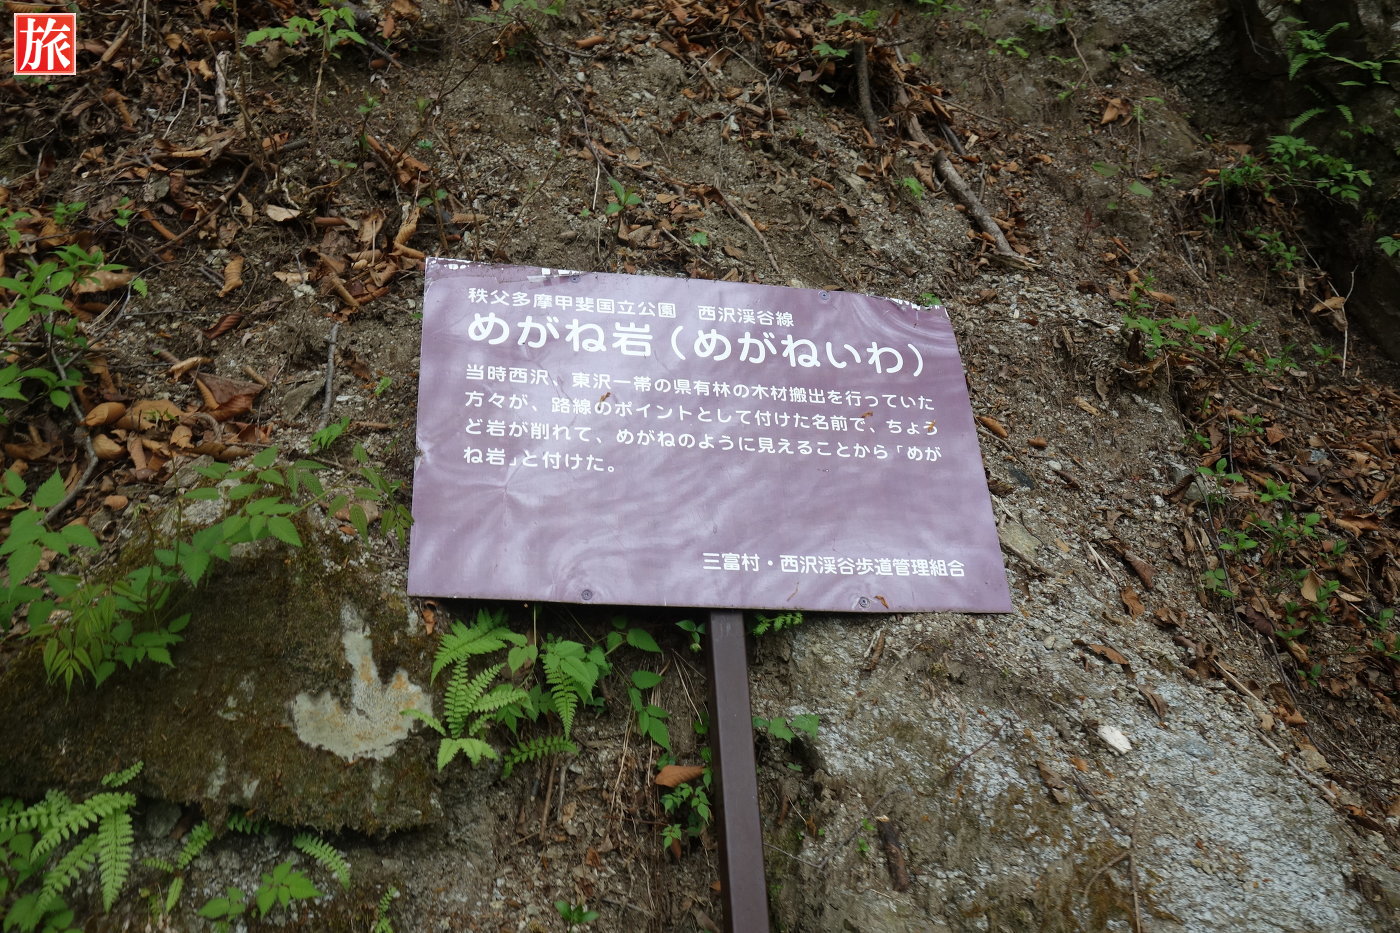 旅
秩父多摩甲斐国立公園　西沢渓谷線
めがね岩（めがねいわ）
当時西沢、東沢一帯の県有林の木材搬出を行っていた
方々が、路線のポイントとして付けた名前で、ちょう
ど岩が削れて、めがねのように見えることから「めが
ね岩」と付けた。
三富村・西沢渓谷歩道管理組合